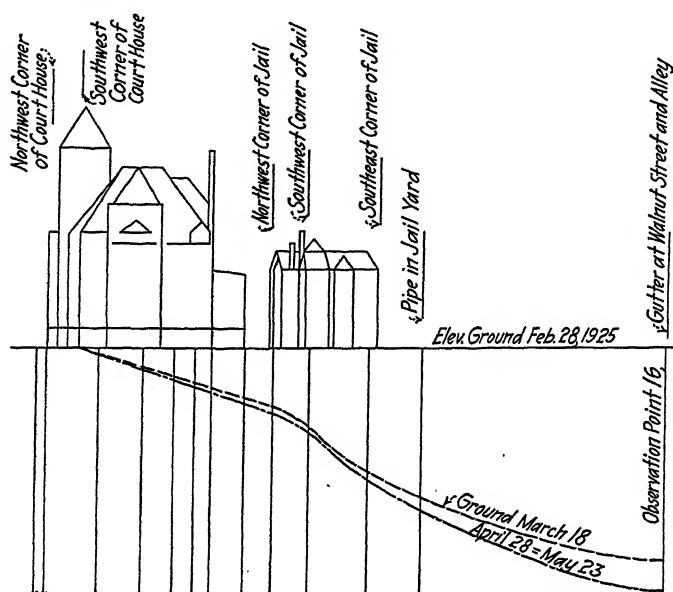 Northwest Corner
of Court House
Southwest
Corner of
Court House
Northwest Corner of Jail
Southwest Corner of Jail
Southeast Corner of Jail
Pipe in Jail Yard
Gutter at Walnut Street and Alley
Elev. Ground Feb. 28, 1925
Observation Point 16
Ground March 18
April 28 = May 23